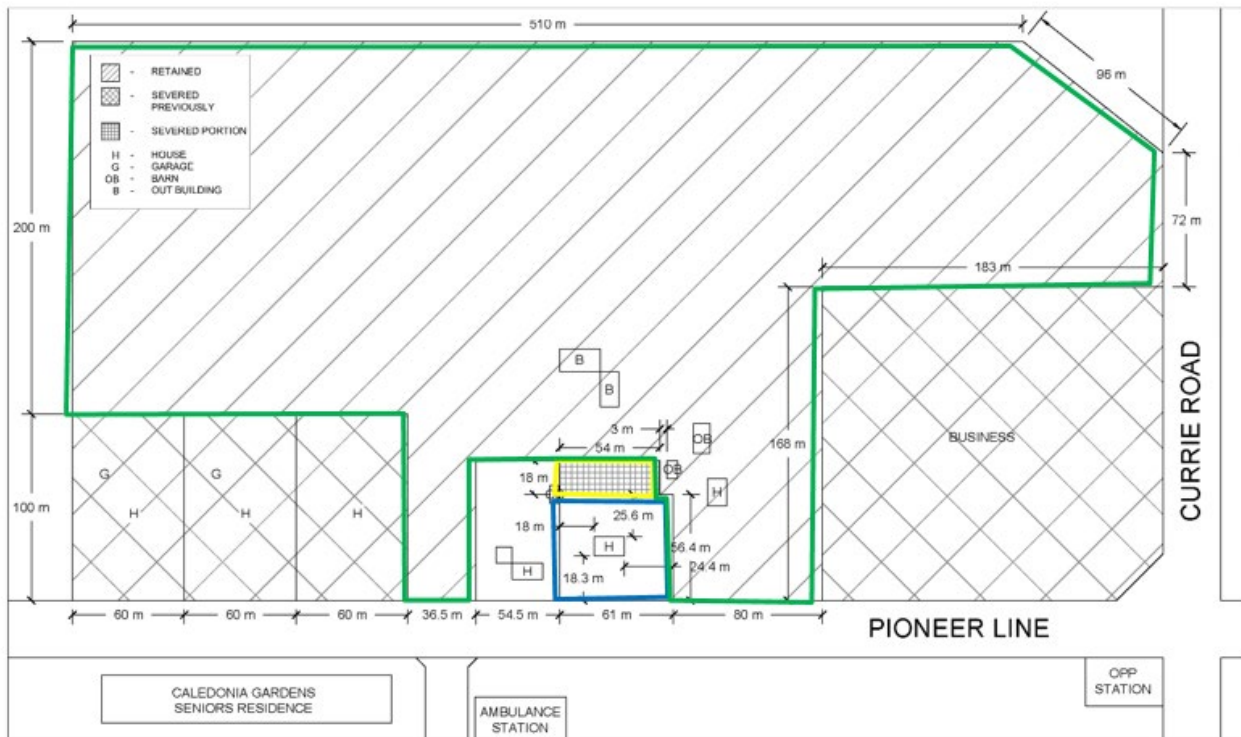 510 m
96 m
- RETAINED
- SEVERED
PREVIOUSLY
- SEVERED PORTION
H - HOUSE
G - GARAGE
OB - BARN
B - OUT BUILDING
200 m
72 m
183 m
B
B
3 m
54 m
OB
OB
168 m
BUSINESS
CURRIE ROAD
G
G
H
H
H
100 m
18 m
H
18 m
25.6 m
H
56.4 m
24.4 m
H
18.3 m
60 m
60 m
60 m
36.5 m
54.5 m
61 m
80 m
PIONEER LINE
CALEDONIA GARDENS
SENIORS RESIDENCE
AMBULANCE
STATION
OPP
STATION